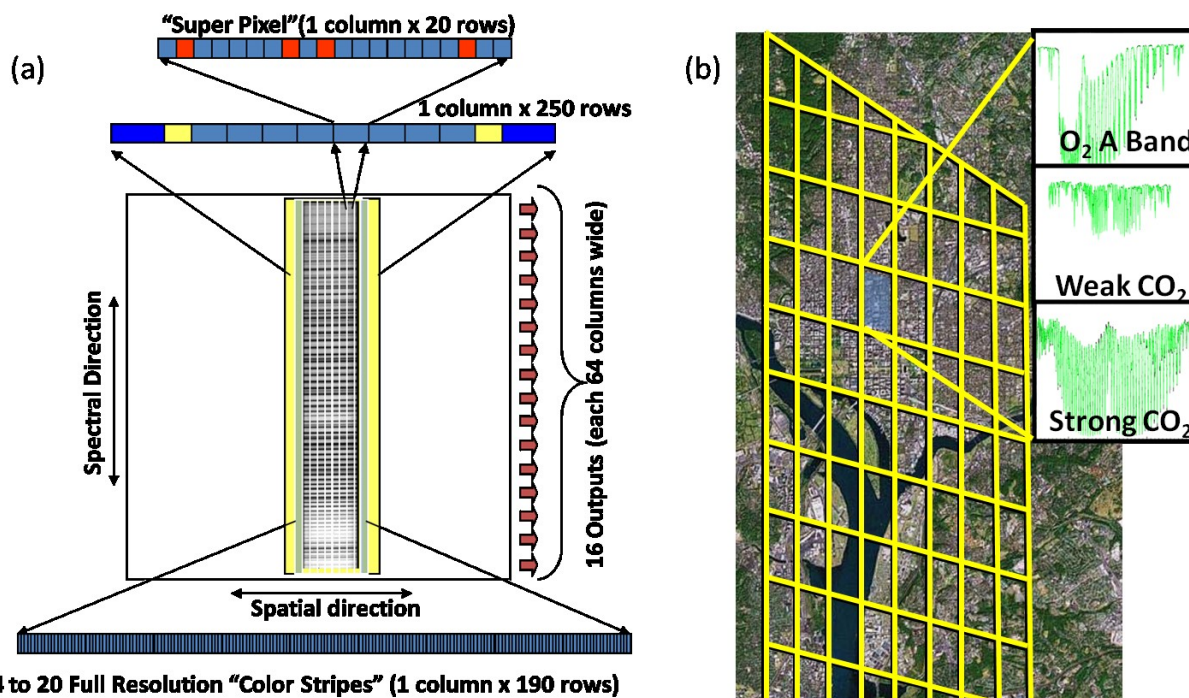 "Super Pixel"(1 column x 20 rows)
(a)
1 column x 250 rows
Spectral Direction
16 Outputs (each 64 columns wide)
Spatial direction
to 20 Full Resolution "Color Stripes" (1 column x 190 rows)
(b)
O₂ A Band
Weak CO₂
Strong CO₂